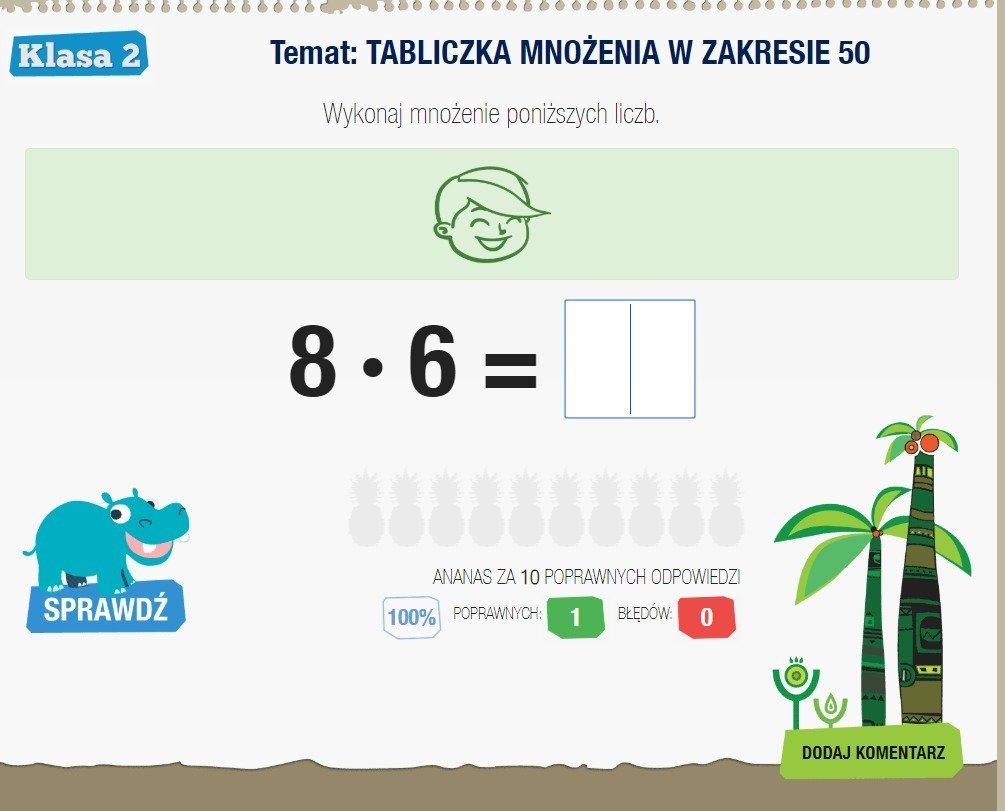 Klasa 2
Temat: TABLICZKA MNOŻENIA W ZAKRESIE 50
Wykonaj mnożenie poniższych liczb.
8 · 6 =
ANANAS ZA 10 POPRAWNYCH ODPOWIEDZI
SPRAWDŹ
100% POPRAWNYCH: 1 BŁĘDÓW: 0
DODAJ KOMENTARZ